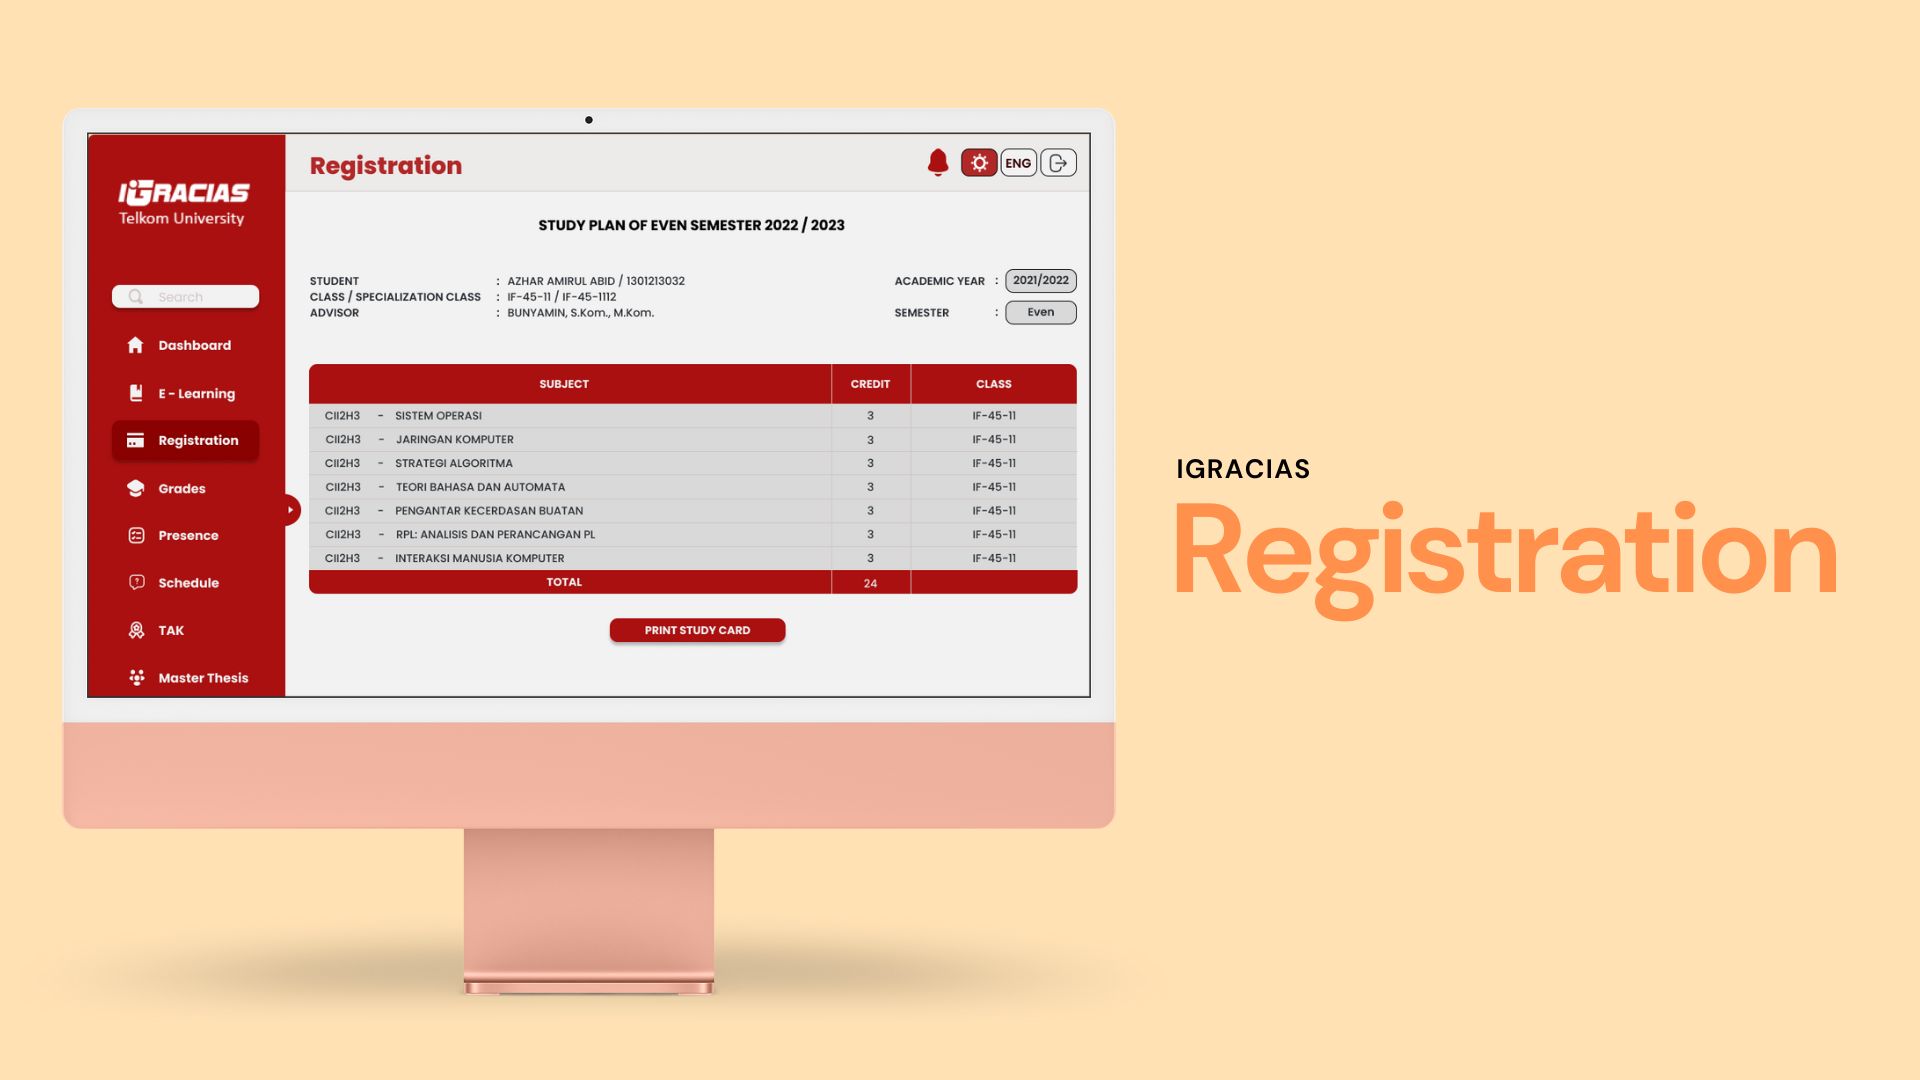 IGRACIAS
Telkom University
Search
Dashboard
E - Learning
Registration
Grades
Presence
Schedule
TAK
Master Thesis
Registration
ENG
STUDY PLAN OF EVEN SEMESTER 2022 / 2023
STUDENT : AZHAR AMIRUL ABID / 1301213032
CLASS / SPECIALIZATION CLASS : IF-45-11 / IF-45-1112
ADVISOR : BUNYAMIN, S.Kom., M.Kom.
ACADEMIC YEAR : 2021/2022
SEMESTER : Even
SUBJECT CREDIT CLASS
CII2H3 - SISTEM OPERASI 3 IF-45-11
CII2H3 - JARINGAN KOMPUTER 3 IF-45-11
CII2H3 - STRATEGI ALGORITMA 3 IF-45-11
CII2H3 - TEORI BAHASA DAN AUTOMATA 3 IF-45-11
CII2H3 - PENGANTAR KECERDASAN BUATAN 3 IF-45-11
CII2H3 - RPL: ANALISIS DAN PERANCANGAN PL 3 IF-45-11
CII2H3 - INTERAKSI MANUSIA KOMPUTER 3 IF-45-11
TOTAL 24
PRINT STUDY CARD
IGRACIAS
Registration